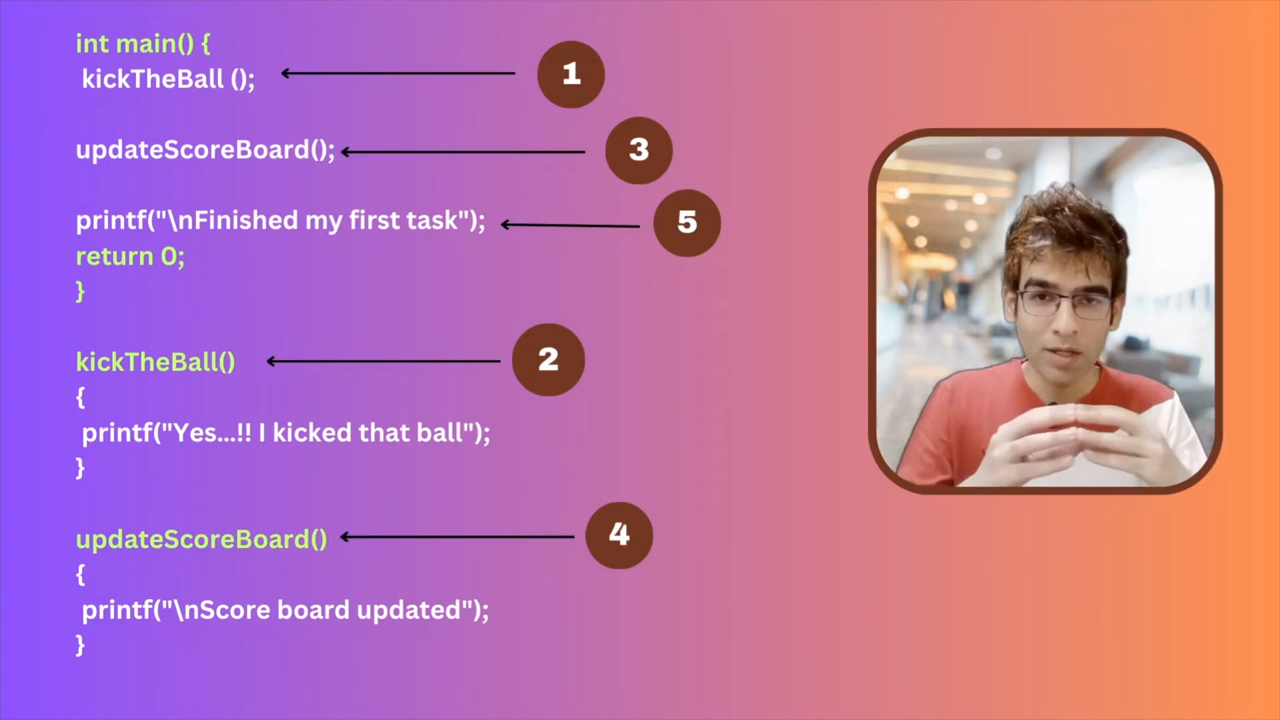 int main() {
kickTheBall (); 1
updateScoreBoard(); 3
printf("\nFinished my first task"); 5
return 0;
}
kickTheBall() 2
{
printf("Yes...!! I kicked that ball");
}
updateScoreBoard() 4
{
printf("\nScore board updated");
}